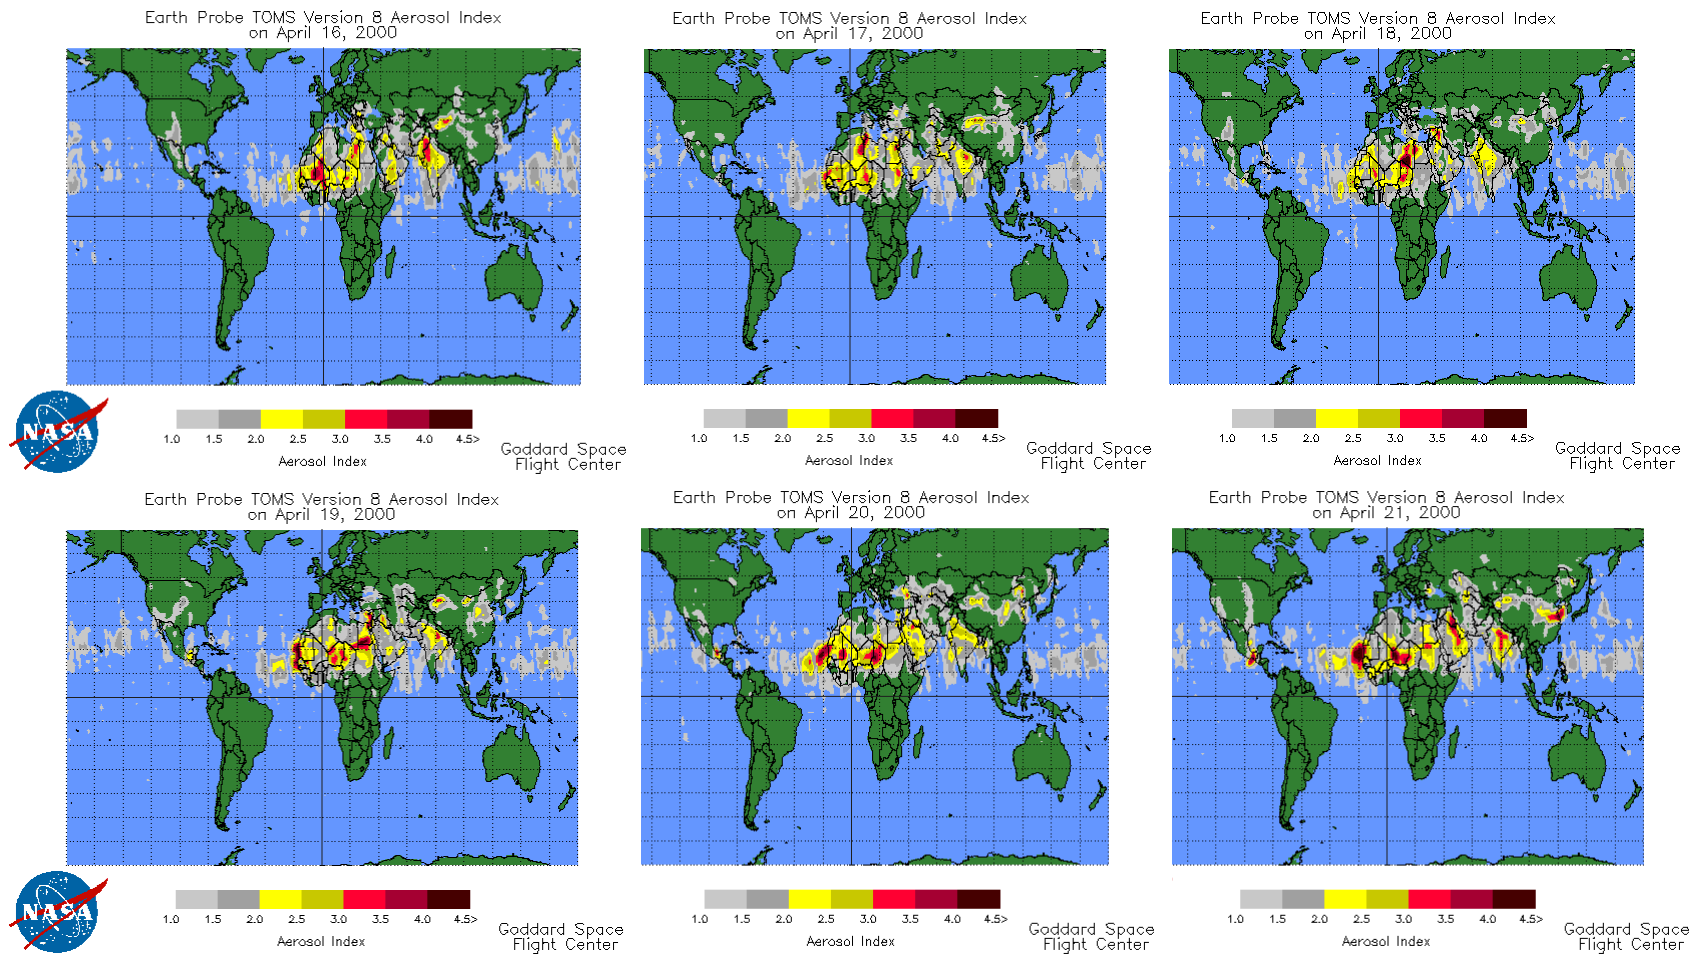 Earth Probe TOMS Version 8 Aerosol Index
on April 16, 2000
1.0 1.5 2.0 2.5 3.0 3.5 4.0 4.5>
Aerosol Index
Goddard Space
Flight Center
NASA
Earth Probe TOMS Version 8 Aerosol Index
on April 17, 2000
1.0 1.5 2.0 2.5 3.0 3.5 4.0 4.5>
Aerosol Index
Goddard Space
Flight Center
Earth Probe TOMS Version 8 Aerosol Index
on April 18, 2000
1.0 1.5 2.0 2.5 3.0 3.5 4.0 4.5>
Aerosol Index
Goddard Space
Flight Center
Earth Probe TOMS Version 8 Aerosol Index
on April 19, 2000
1.0 1.5 2.0 2.5 3.0 3.5 4.0 4.5>
Aerosol Index
Goddard Space
Flight Center
NASA
Earth Probe TOMS Version 8 Aerosol Index
on April 20, 2000
1.0 1.5 2.0 2.5 3.0 3.5 4.0 4.5>
Aerosol Index
Goddard Space
Flight Center
Earth Probe TOMS Version 8 Aerosol Index
on April 21, 2000
1.0 1.5 2.0 2.5 3.0 3.5 4.0 4.5>
Aerosol Index
Goddard Space
Flight Center